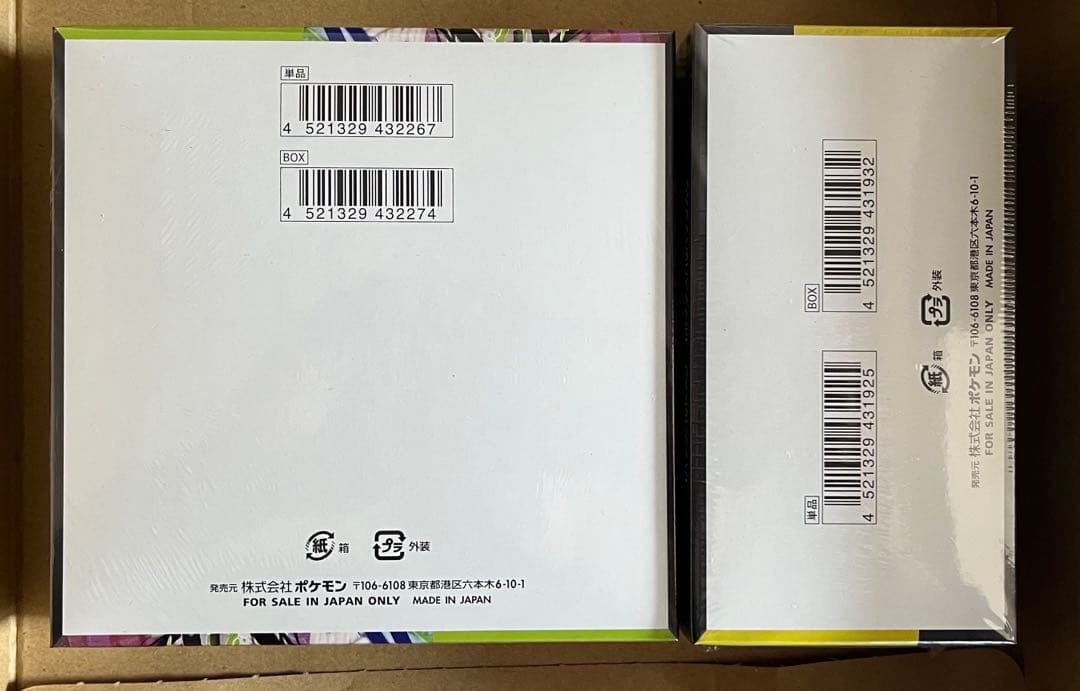 単品
4 521329 432267
BOX
4 521329 432274
紙 箱 プラ 外装
発売元 株式会社ポケモン 〒106-6108 東京都港区六本木6-10-1
FOR SALE IN JAPAN ONLY MADE IN JAPAN
単品
4 521329 431925
BOX
4 521329 431932
紙 箱 プラ 外装
発売元 株式会社ポケモン 〒106-6108 東京都港区六本木6-10-1
FOR SALE IN JAPAN ONLY MADE IN JAPAN